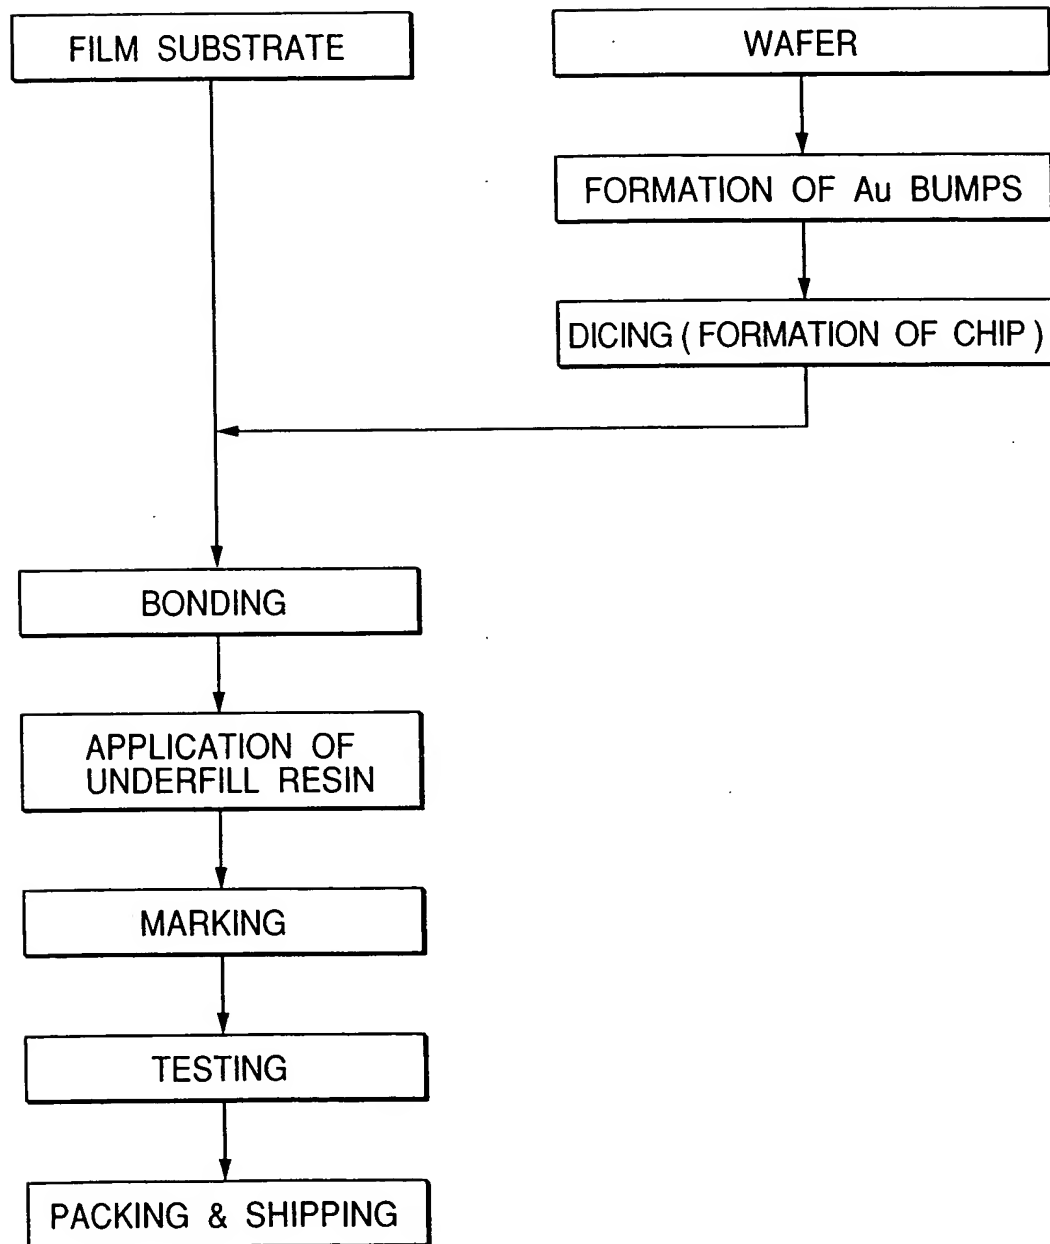 FILM SUBSTRATE
WAFER
FORMATION OF Au BUMPS
DICING ( FORMATION OF CHIP )
BONDING
APPLICATION OF
UNDERFILL RESIN
MARKING
TESTING
PACKING & SHIPPING